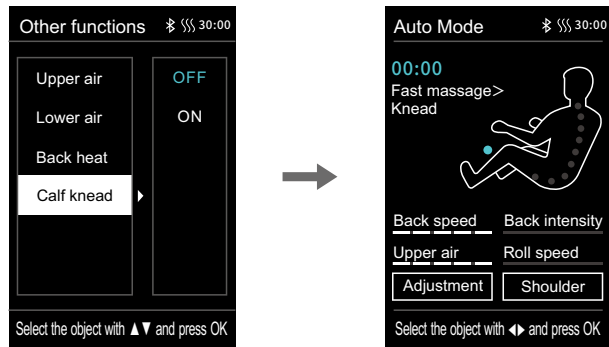 Other functions 30:00
Upper air OFF
Lower air ON
Back heat
Calf knead
Select the object with ▲▼ and press OK
Auto Mode 30:00
00:00
Fast massage>
Knead
Back speed Back intensity
Upper air Roll speed
Adjustment Shoulder
Select the object with ◀▶ and press OK